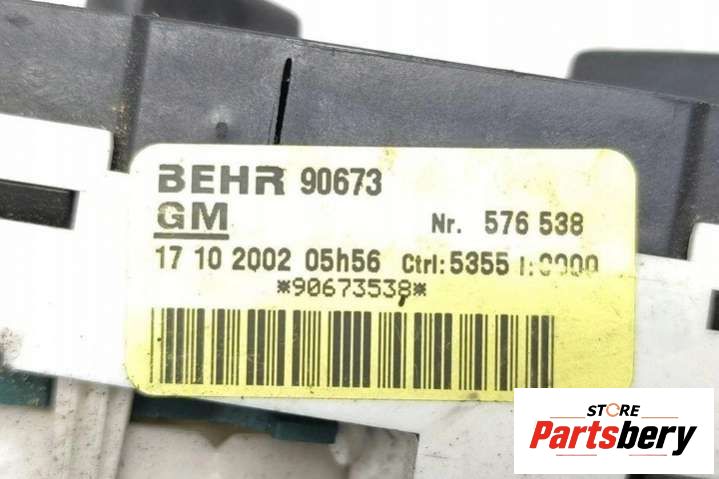 BEHR 90673
GM Nr. 576 538
17 10 2002 05h56 Ctrl: 5355
*90673538*
STORE
Partsbery